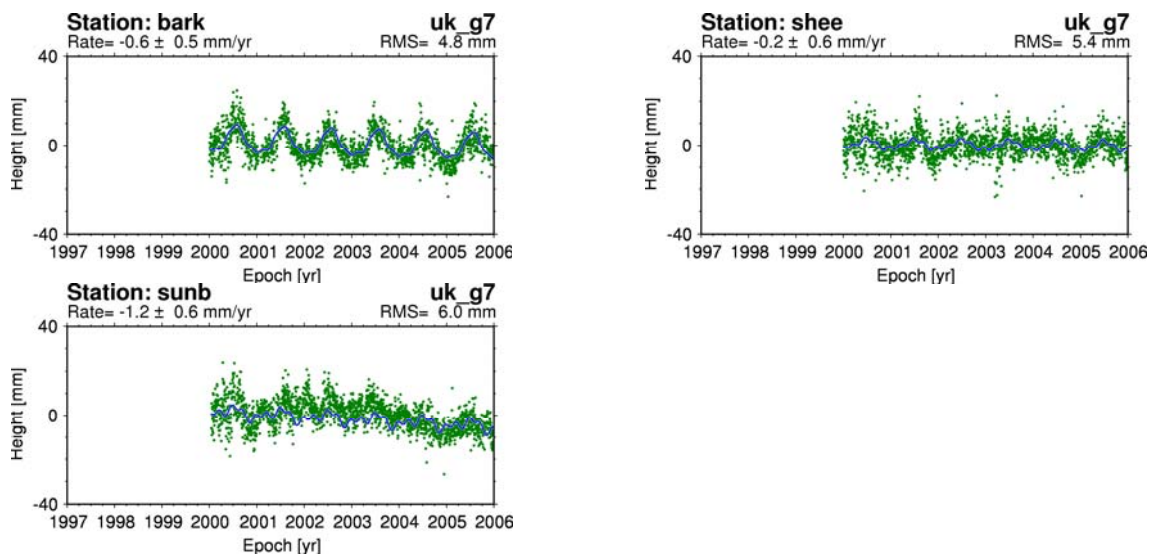 Station: bark uk_g7
Rate= -0.6 ± 0.5 mm/yr RMS= 4.8 mm
40
0
-40
Height [mm]
1997 1998 1999 2000 2001 2002 2003 2004 2005 2006
Epoch [yr]
Station: shee uk_g7
Rate= -0.2 ± 0.6 mm/yr RMS= 5.4 mm
40
0
-40
Height [mm]
1997 1998 1999 2000 2001 2002 2003 2004 2005 2006
Epoch [yr]
Station: sunb uk_g7
Rate= -1.2 ± 0.6 mm/yr RMS= 6.0 mm
40
0
-40
Height [mm]
1997 1998 1999 2000 2001 2002 2003 2004 2005 2006
Epoch [yr]